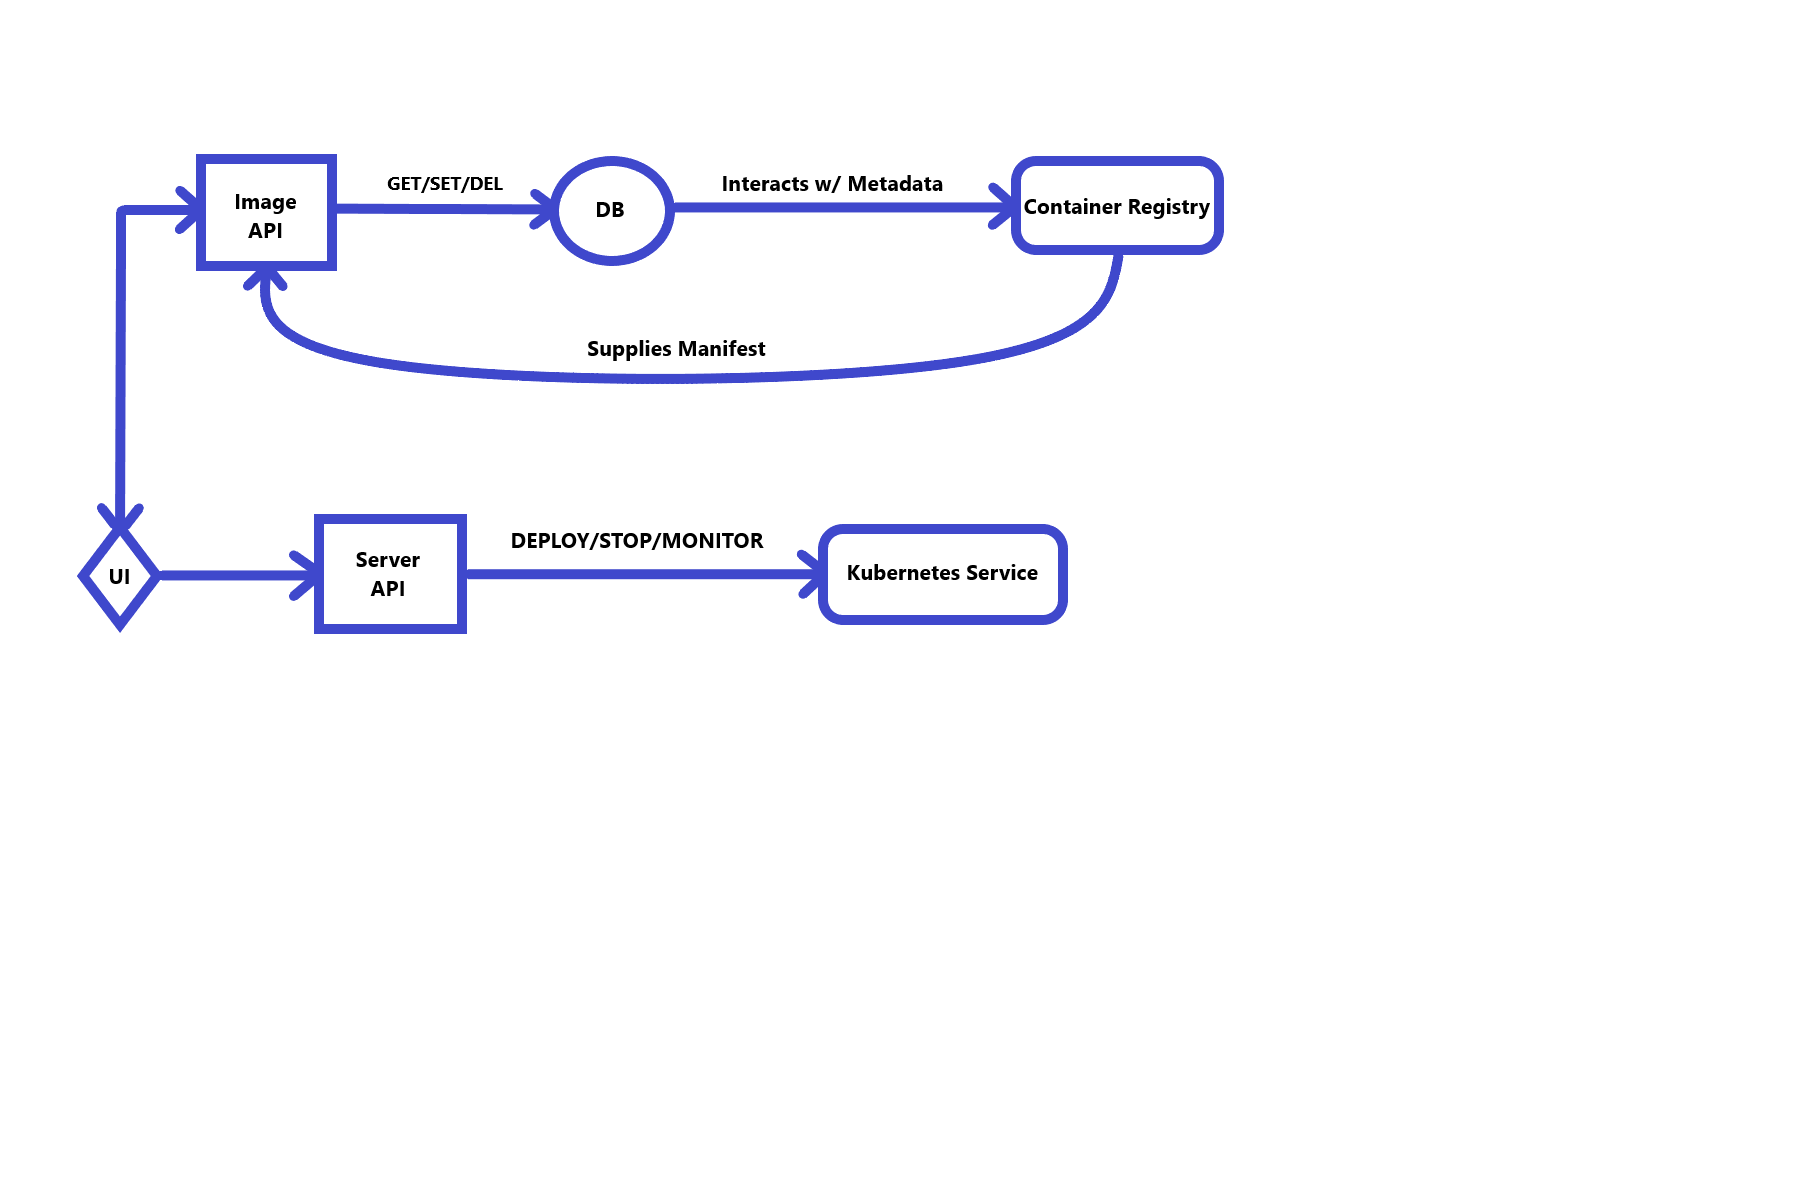 Image
API
GET/SET/DEL
DB
Interacts w/ Metadata
Container Registry
Supplies Manifest
UI
Server
API
DEPLOY/STOP/MONITOR
Kubernetes Service